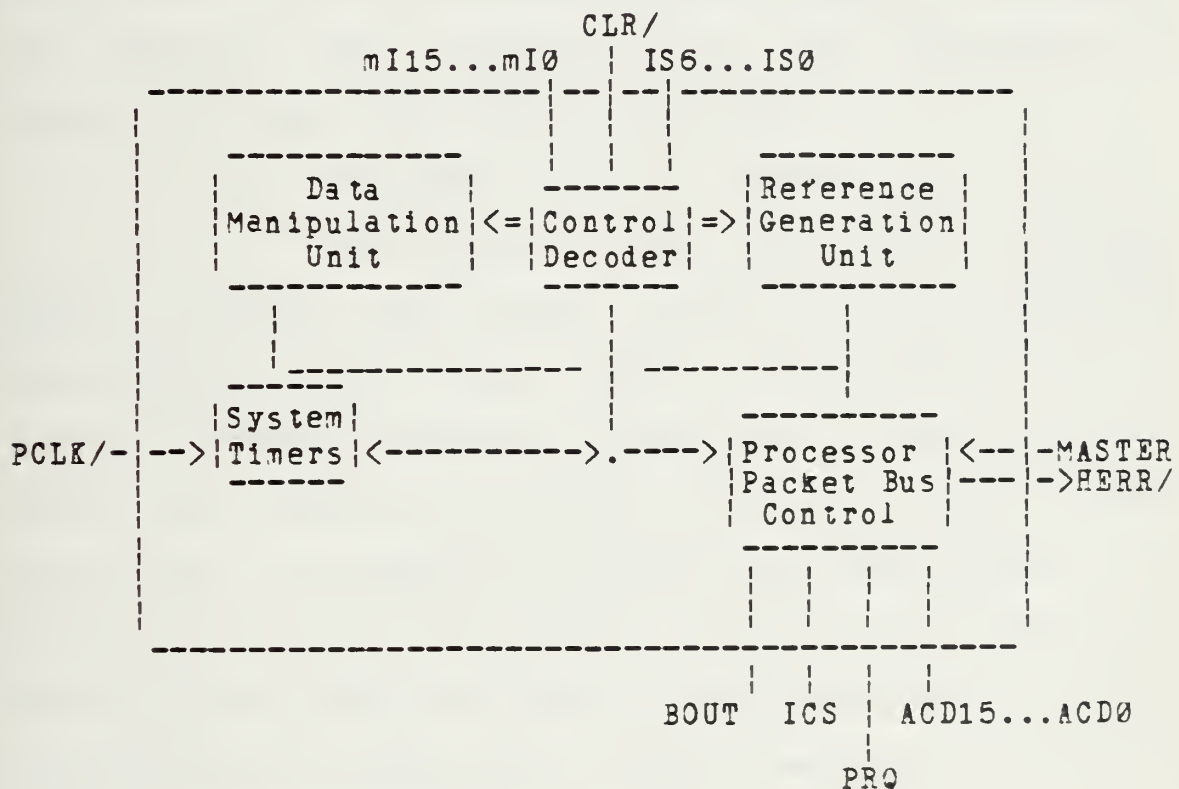 CLR/
mI15...mI0 IS6...IS0
Data
Manipulation
Unit
Control
Decoder
Reference
Generation
Unit
System
Timers
PCLK/
Processor
Packet Bus
Control
MASTER
HERR/
BOUT ICS ACD15...ACD0
PRQ